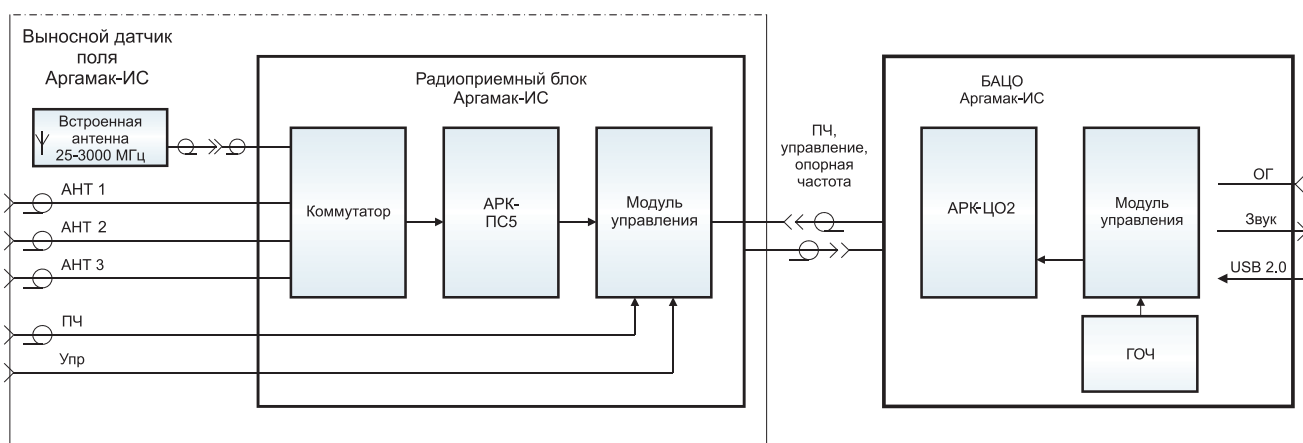 Выносной датчик
поля
Аргамак-ИС
Встроенная
антенна
25-3000 МГц
АНТ 1
АНТ 2
АНТ 3
ПЧ
Упр
Радиоприемный блок
Аргамак-ИС
Коммутатор
АРК-
ПС5
Модуль
управления
ПЧ,
управление,
опорная
частота
БАЦО
Аргамак-ИС
АРК-ЦО2
Модуль
управления
ГОЧ
ОГ
Звук
USB 2.0